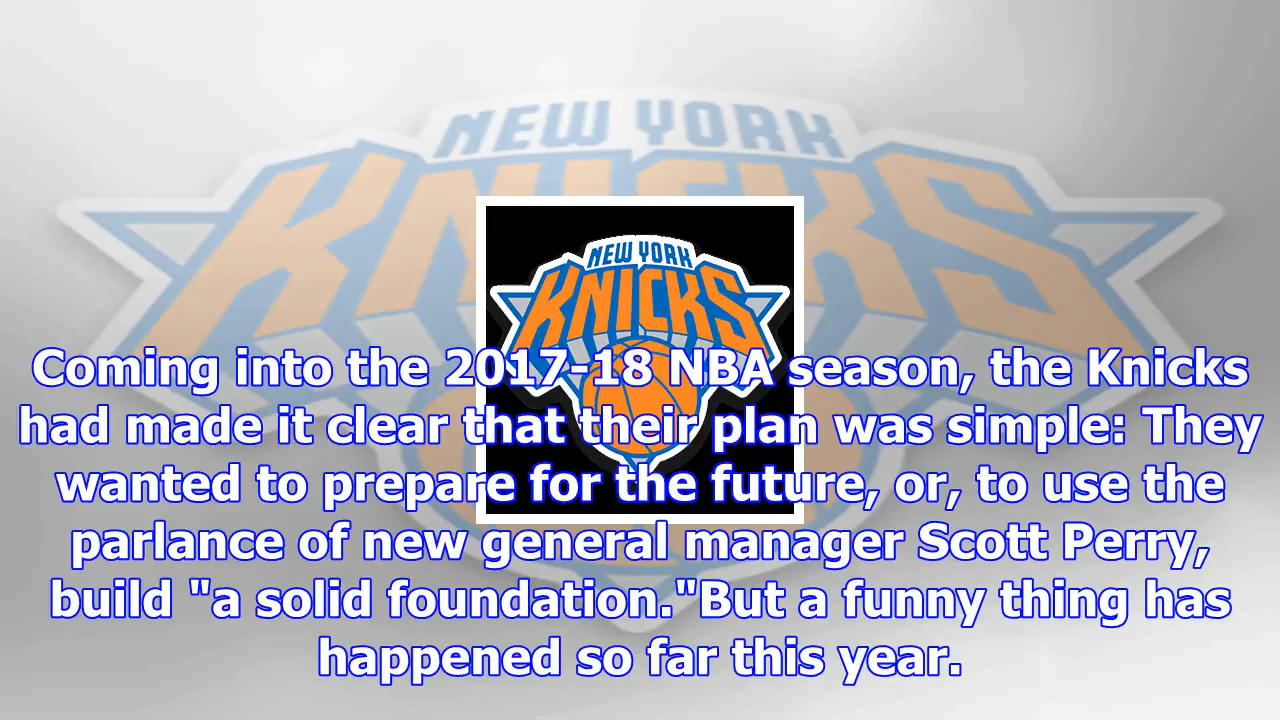 NEW YORK
KNICKS
NEW YORK
KNICKS
Coming into the 2017-18 NBA season, the Knicks
had made it clear that their plan was simple: They
wanted to prepare for the future, or, to use the
parlance of new general manager Scott Perry,
build "a solid foundation."But a funny thing has
happened so far this year.